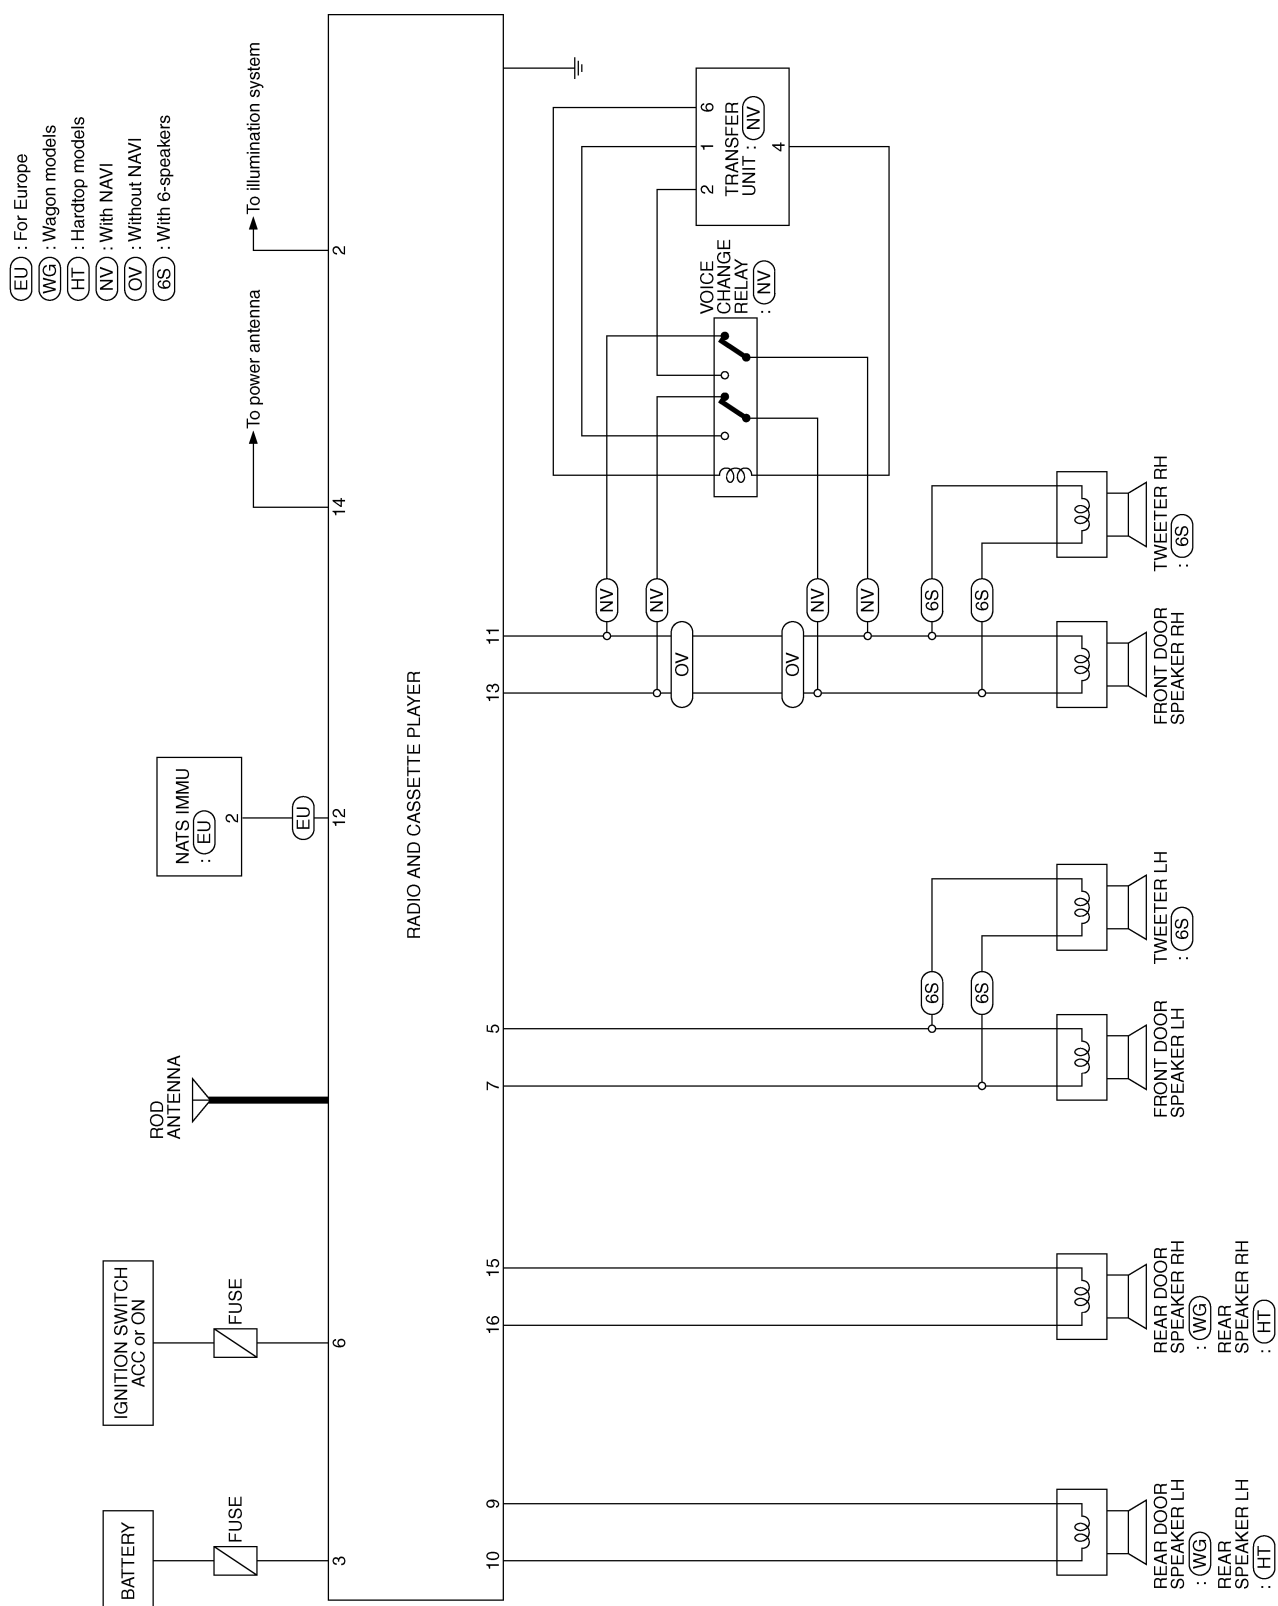 EU : For Europe
WG : Wagon models
HT : Hardtop models
NV : With NAVI
OV : Without NAVI
6S : With 6-speakers
BATTERY
FUSE
3
IGNITION SWITCH
ACC or ON
FUSE
6
ROD
ANTENNA
NATS IMMU
: EU
2
EU
12
To power antenna
14
To illumination system
2
RADIO AND CASSETTE PLAYER
10
9
16
15
7
5
13
11
NV
NV
OV
OV
NV
NV
6S
6S
6S
6S
VOICE
CHANGE
RELAY
: NV
2
1
6
TRANSFER
UNIT : NV
4
REAR DOOR
SPEAKER LH
: WG
REAR
SPEAKER LH
: HT
REAR DOOR
SPEAKER RH
: WG
REAR
SPEAKER RH
: HT
FRONT DOOR
SPEAKER LH
TWEETER LH
: 6S
FRONT DOOR
SPEAKER RH
TWEETER RH
: 6S